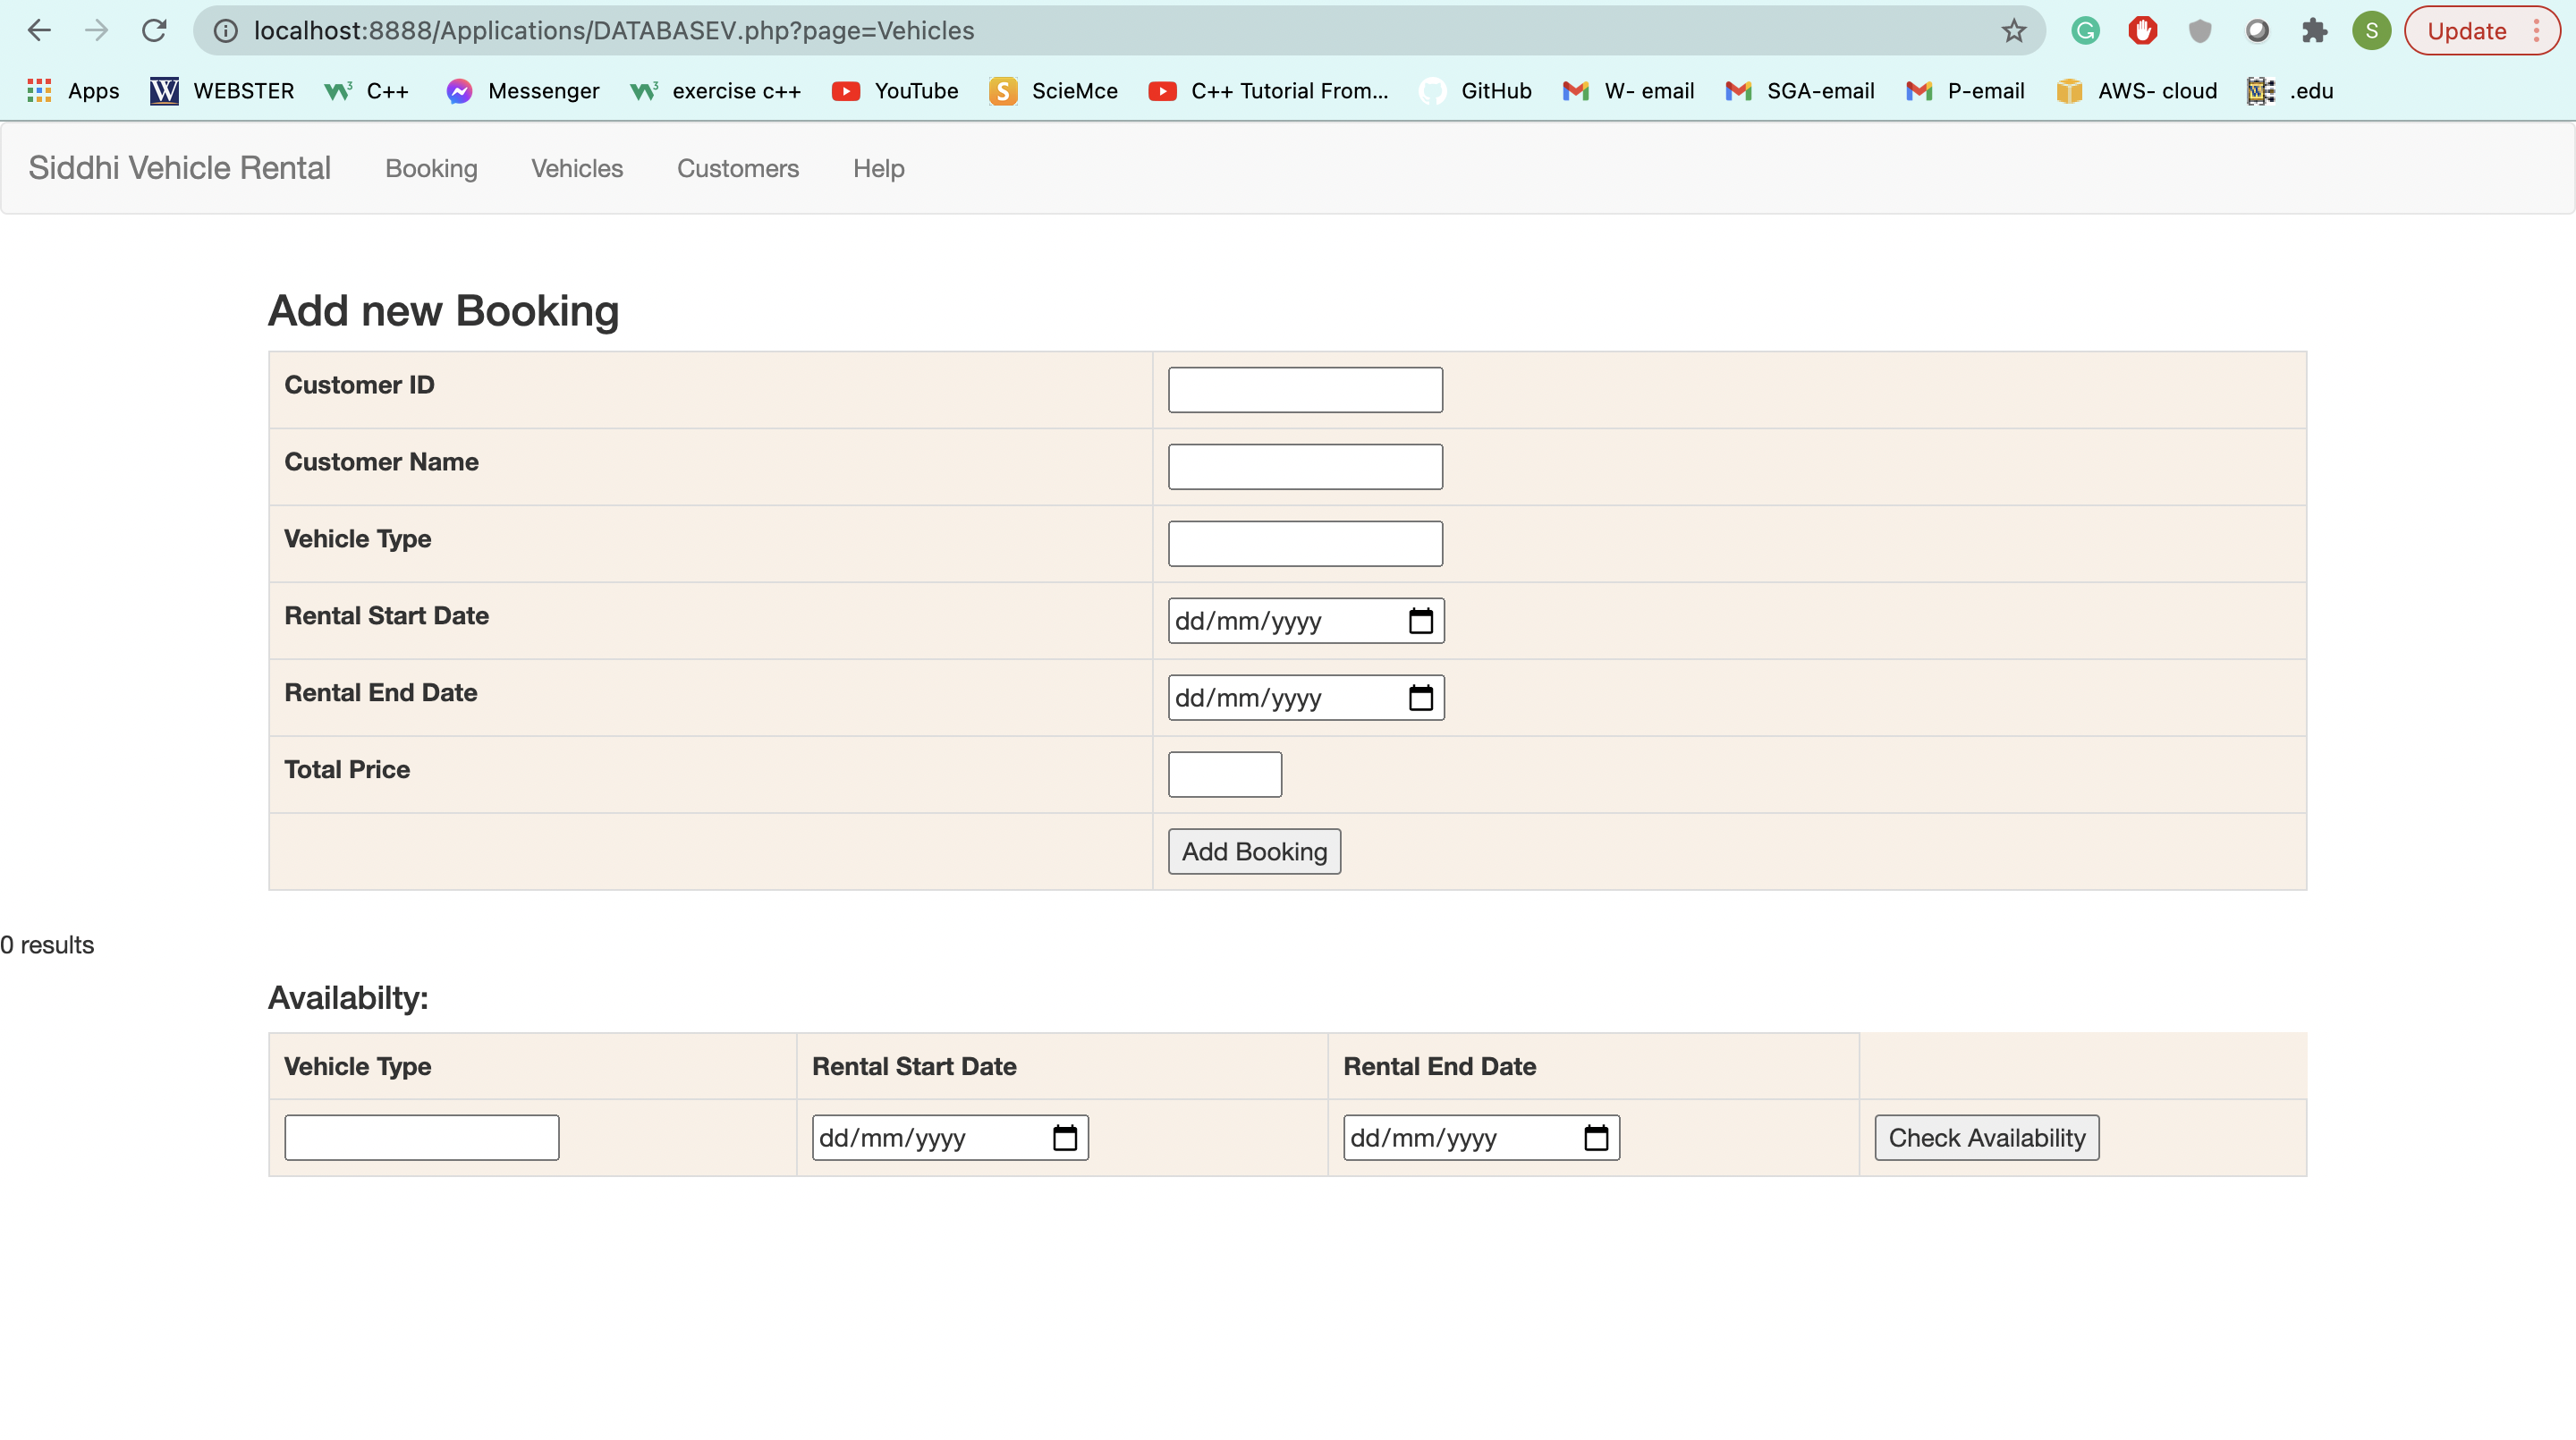 localhost:8888/Applications/DATABASEV.php?page=Vehicles G S Update
Apps W WEBSTER W3 C++ Messenger W3 exercise c++ YouTube S ScieMce C++ Tutorial From... GitHub W- email SGA-email P-email AWS- cloud .edu
Siddhi Vehicle Rental Booking Vehicles Customers Help
Add new Booking
Customer ID
Customer Name
Vehicle Type
Rental Start Date dd/mm/yyyy
Rental End Date dd/mm/yyyy
Total Price
Add Booking
0 results
Availabilty:
Vehicle Type Rental Start Date Rental End Date
dd/mm/yyyy dd/mm/yyyy Check Availability